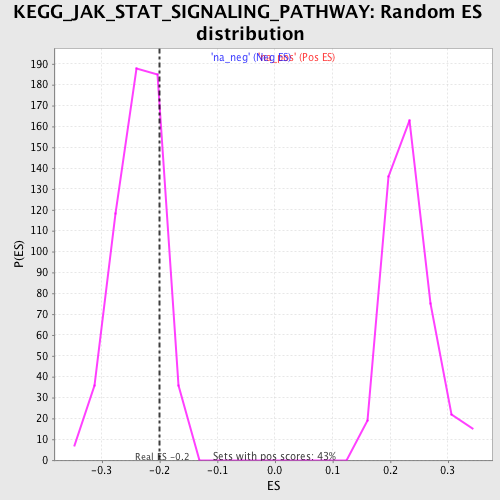 KEGG_JAK_STAT_SIGNALING_PATHWAY: Random ES
distribution
'na_neg' (Neg ES) 'na_pos' (Pos ES)
190
180
170
160
150
140
130
120
110
100
90
80
70
60
50
40
30
20
10
0
P(ES)
Real ES -0.2
Sets with pos scores: 43%
-0.3 -0.2 -0.1 0.0 0.1 0.2 0.3
ES